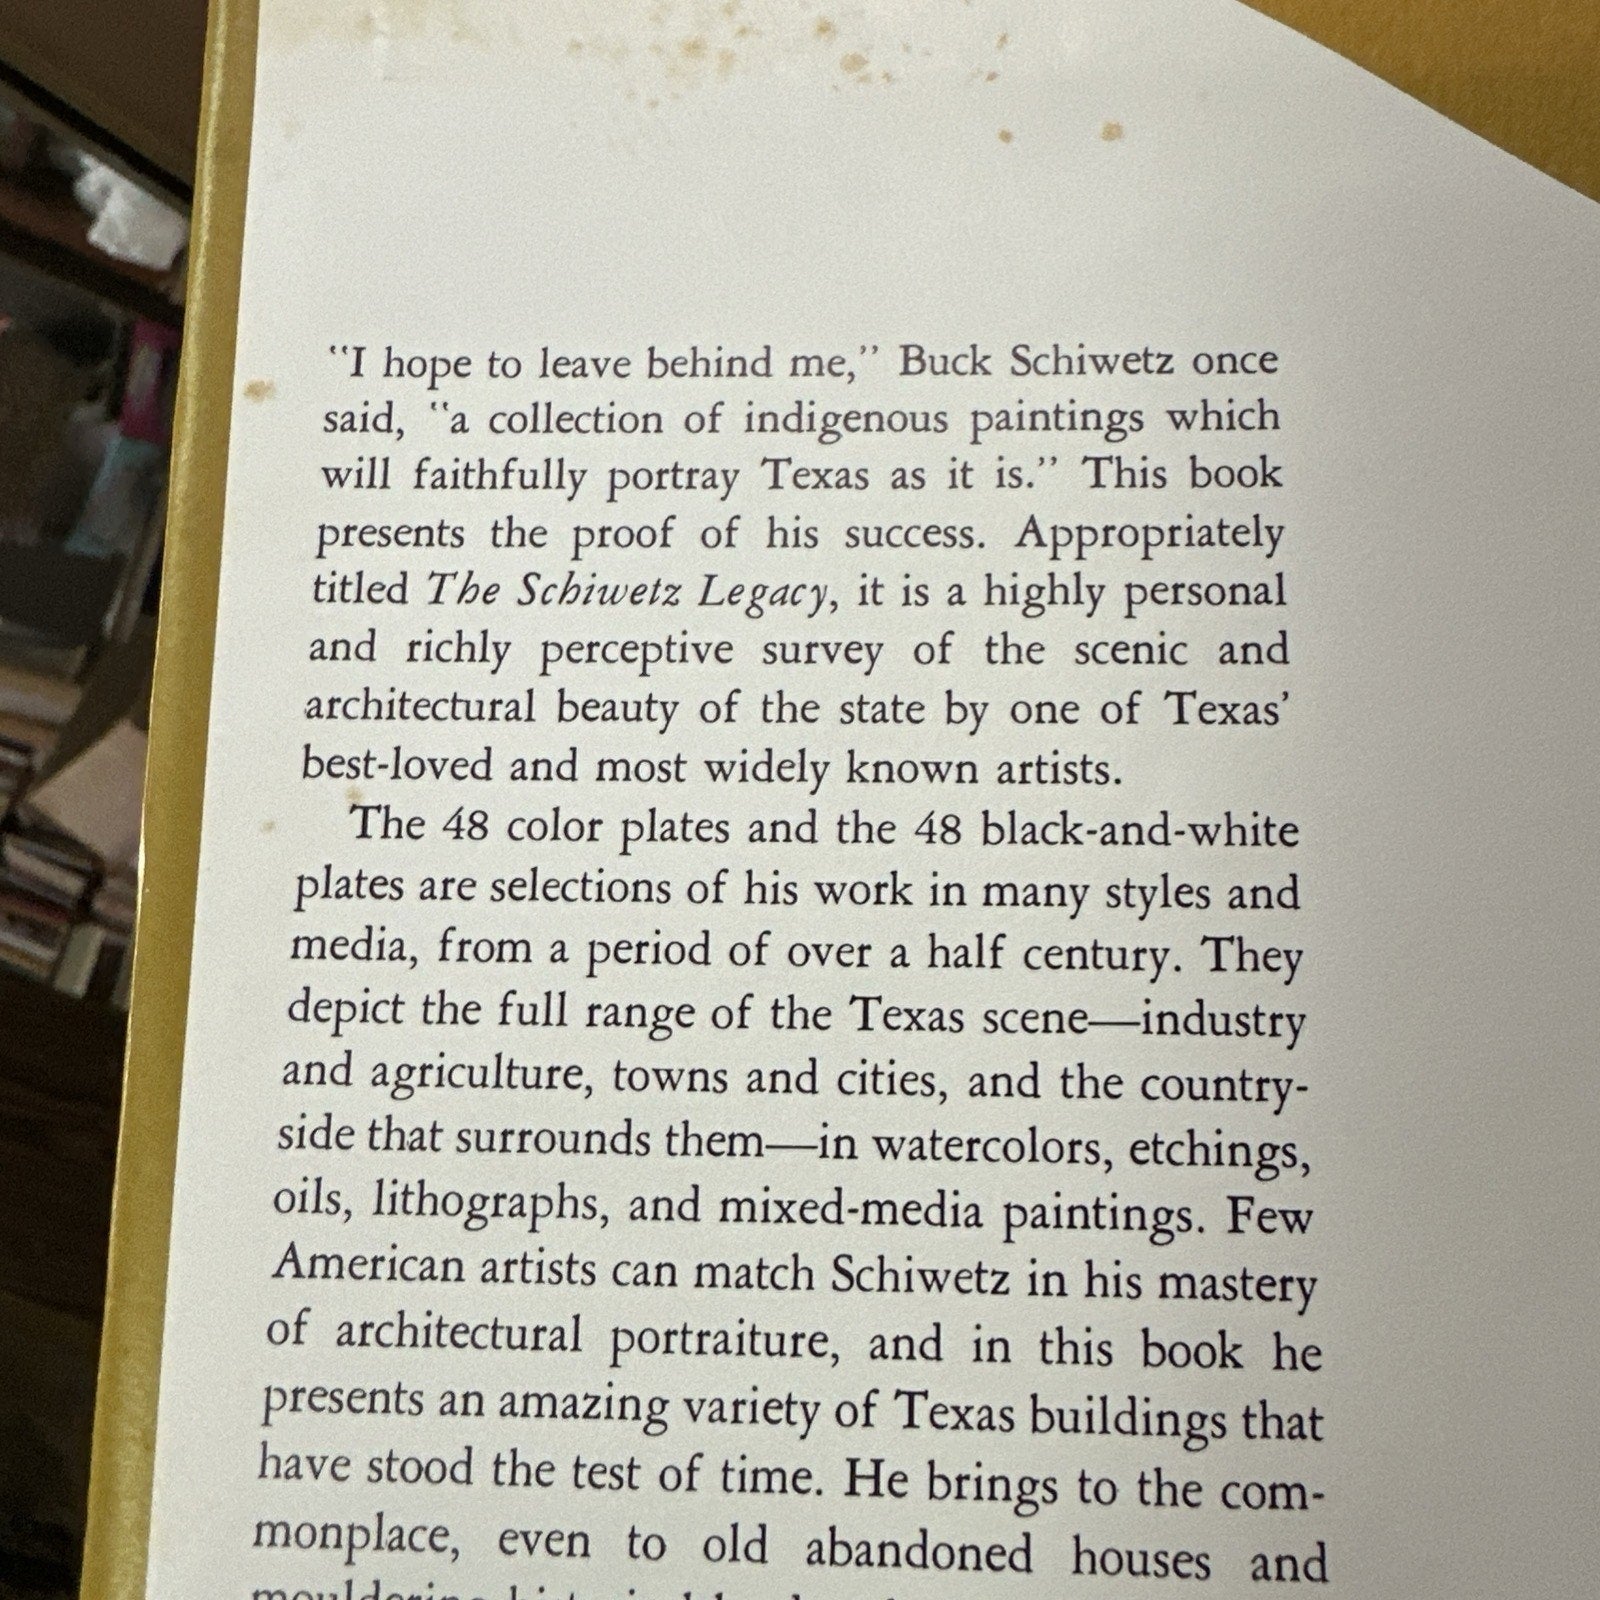 "I hope to leave behind me," Buck Schiwetz once
said, "a collection of indigenous paintings which
will faithfully portray Texas as it is." This book
presents the proof of his success. Appropriately
titled The Schiwetz Legacy, it is a highly personal
and richly perceptive survey of the scenic and
architectural beauty of the state by one of Texas'
best-loved and most widely known artists.
The 48 color plates and the 48 black-and-white
plates are selections of his work in many styles and
media, from a period of over a half century. They
depict the full range of the Texas scene—industry
and agriculture, towns and cities, and the country-
side that surrounds them—in watercolors, etchings,
oils, lithographs, and mixed-media paintings. Few
American artists can match Schiwetz in his mastery
of architectural portraiture, and in this book he
presents an amazing variety of Texas buildings that
have stood the test of time. He brings to the com-
monplace, even to old abandoned houses and